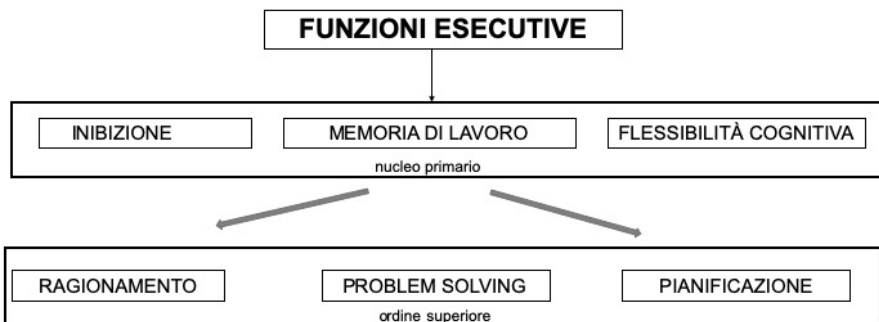 FUNZIONI ESECUTIVE
INIBIZIONE
MEMORIA DI LAVORO
FLESSIBILITÀ COGNITIVA
nucleo primario
RAGIONAMENTO
PROBLEM SOLVING
PIANIFICAZIONE
ordine superiore